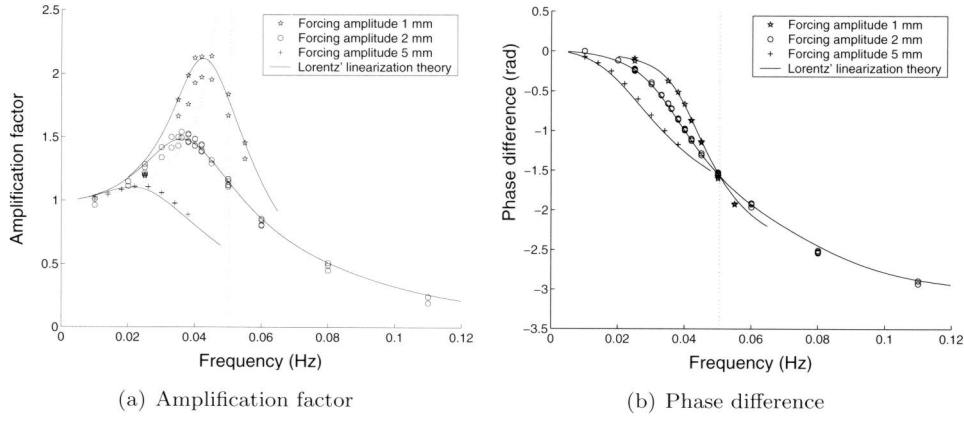 2.5
2
1.5
1
0.5
0
0
0.02
0.04
0.06
0.08
0.1
0.12
Amplification factor
Frequency (Hz)
Forcing amplitude 1 mm
Forcing amplitude 2 mm
Forcing amplitude 5 mm
Lorentz' linearization theory
(a) Amplification factor
0.5
0
−0.5
−1
−1.5
−2
−2.5
−3
−3.5
0
0.02
0.04
0.06
0.08
0.1
0.12
Phase difference (rad)
Frequency (Hz)
Forcing amplitude 1 mm
Forcing amplitude 2 mm
Forcing amplitude 5 mm
Lorentz' linearization theory
(b) Phase difference